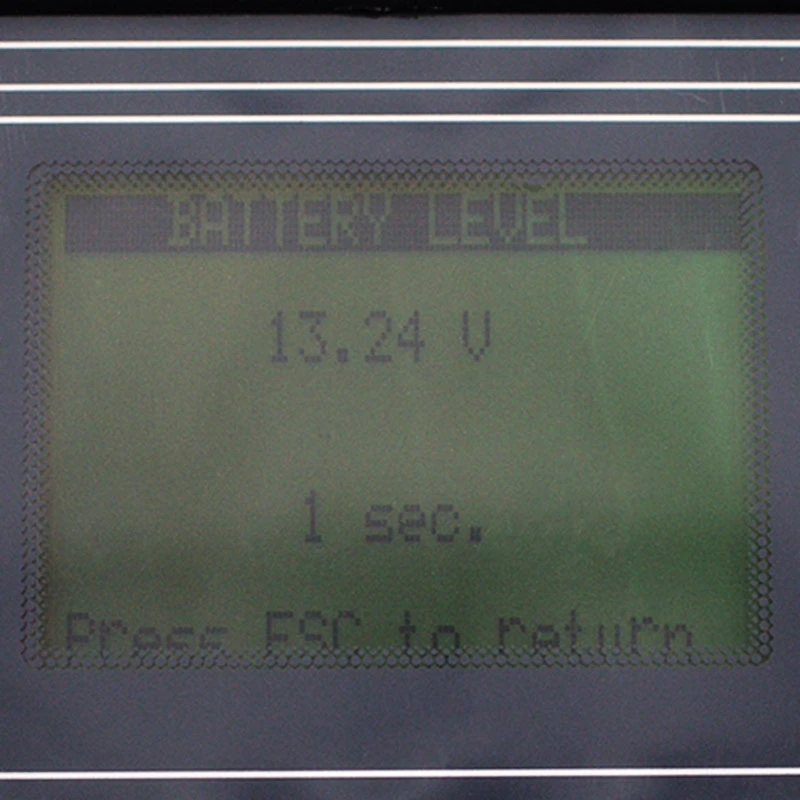 BATTERY LEVEL
13.24 V
1 sec.
Press ESC to return